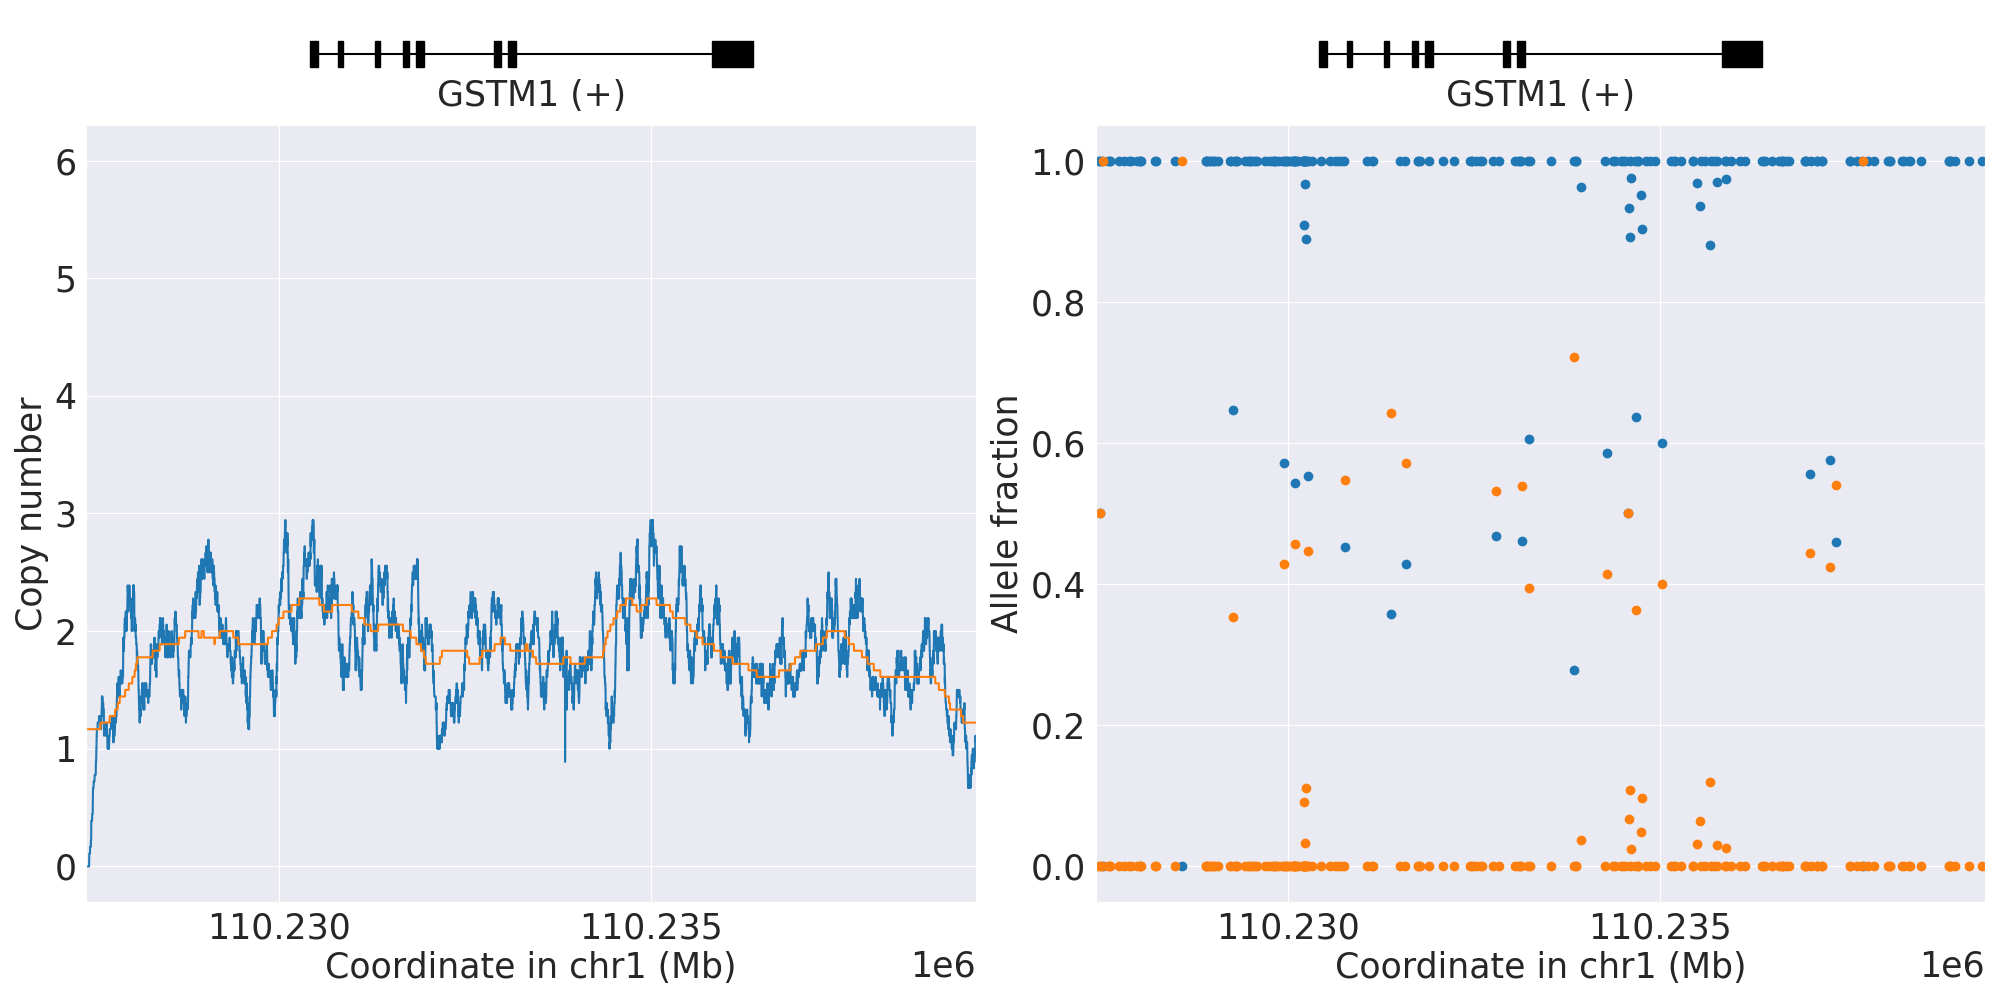 GSTM1 (+)
6
5
4
3
2
1
0
Copy number
110.230
110.235
Coordinate in chr1 (Mb)
1e6
GSTM1 (+)
1.0
0.8
0.6
0.4
0.2
0.0
Allele fraction
110.230
110.235
Coordinate in chr1 (Mb)
1e6